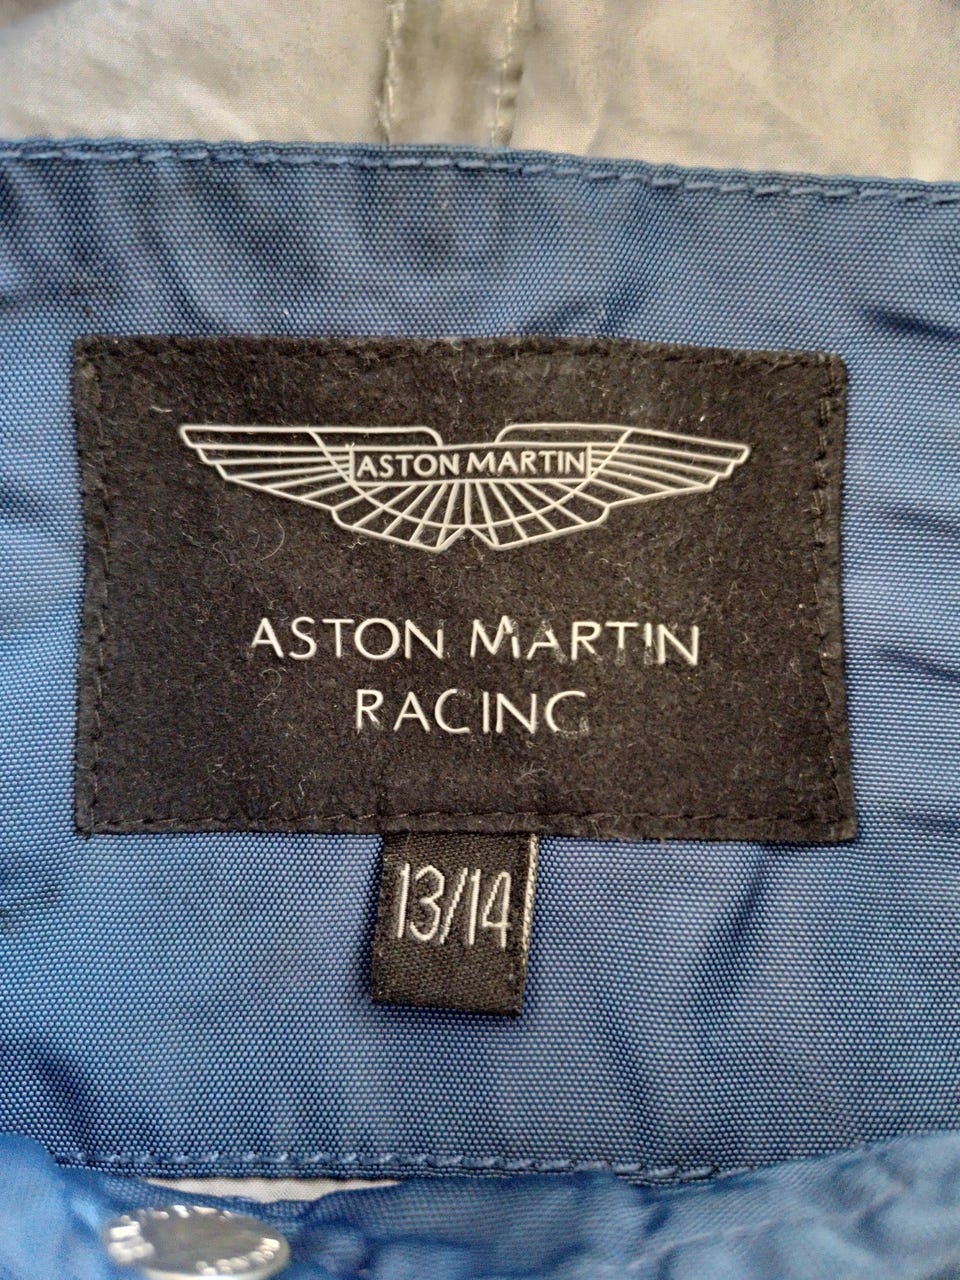 ASTON MARTIN
ASTON MARTIN
RACING
13/14